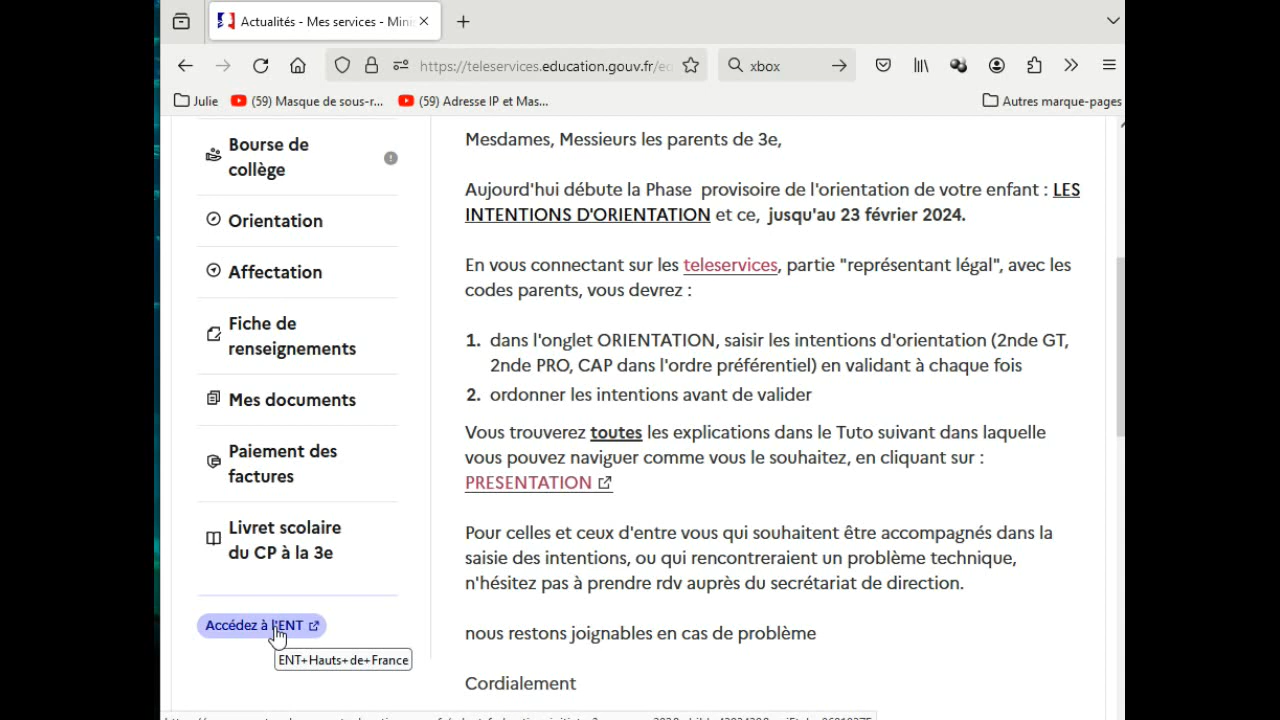 Actualités - Mes services - Mini
https://teleservices.education.gouv.fr/ed
xbox
Julie
(59) Masque de sous-r...
(59) Adresse IP et Mas...
Autres marque-pages
Bourse de
collège
Orientation
Affectation
Fiche de
renseignements
Mes documents
Paiement des
factures
Livret scolaire
du CP à la 3e
Accédez à l'ENT
ENT+Hauts+de+France
Mesdames, Messieurs les parents de 3e,
Aujourd'hui débute la Phase provisoire de l'orientation de votre enfant : LES
INTENTIONS D'ORIENTATION et ce, jusqu'au 23 février 2024.
En vous connectant sur les teleservices, partie "représentant légal", avec les
codes parents, vous devrez :
1. dans l'onglet ORIENTATION, saisir les intentions d'orientation (2nde GT,
2nde PRO, CAP dans l'ordre préférentiel) en validant à chaque fois
2. ordonner les intentions avant de valider
Vous trouverez toutes les explications dans le Tuto suivant dans laquelle
vous pouvez naviguer comme vous le souhaitez, en cliquant sur :
PRESENTATION
Pour celles et ceux d'entre vous qui souhaitent être accompagnés dans la
saisie des intentions, ou qui rencontreraient un problème technique,
n'hésitez pas à prendre rdv auprès du secrétariat de direction.
nous restons joignables en cas de problème
Cordialement